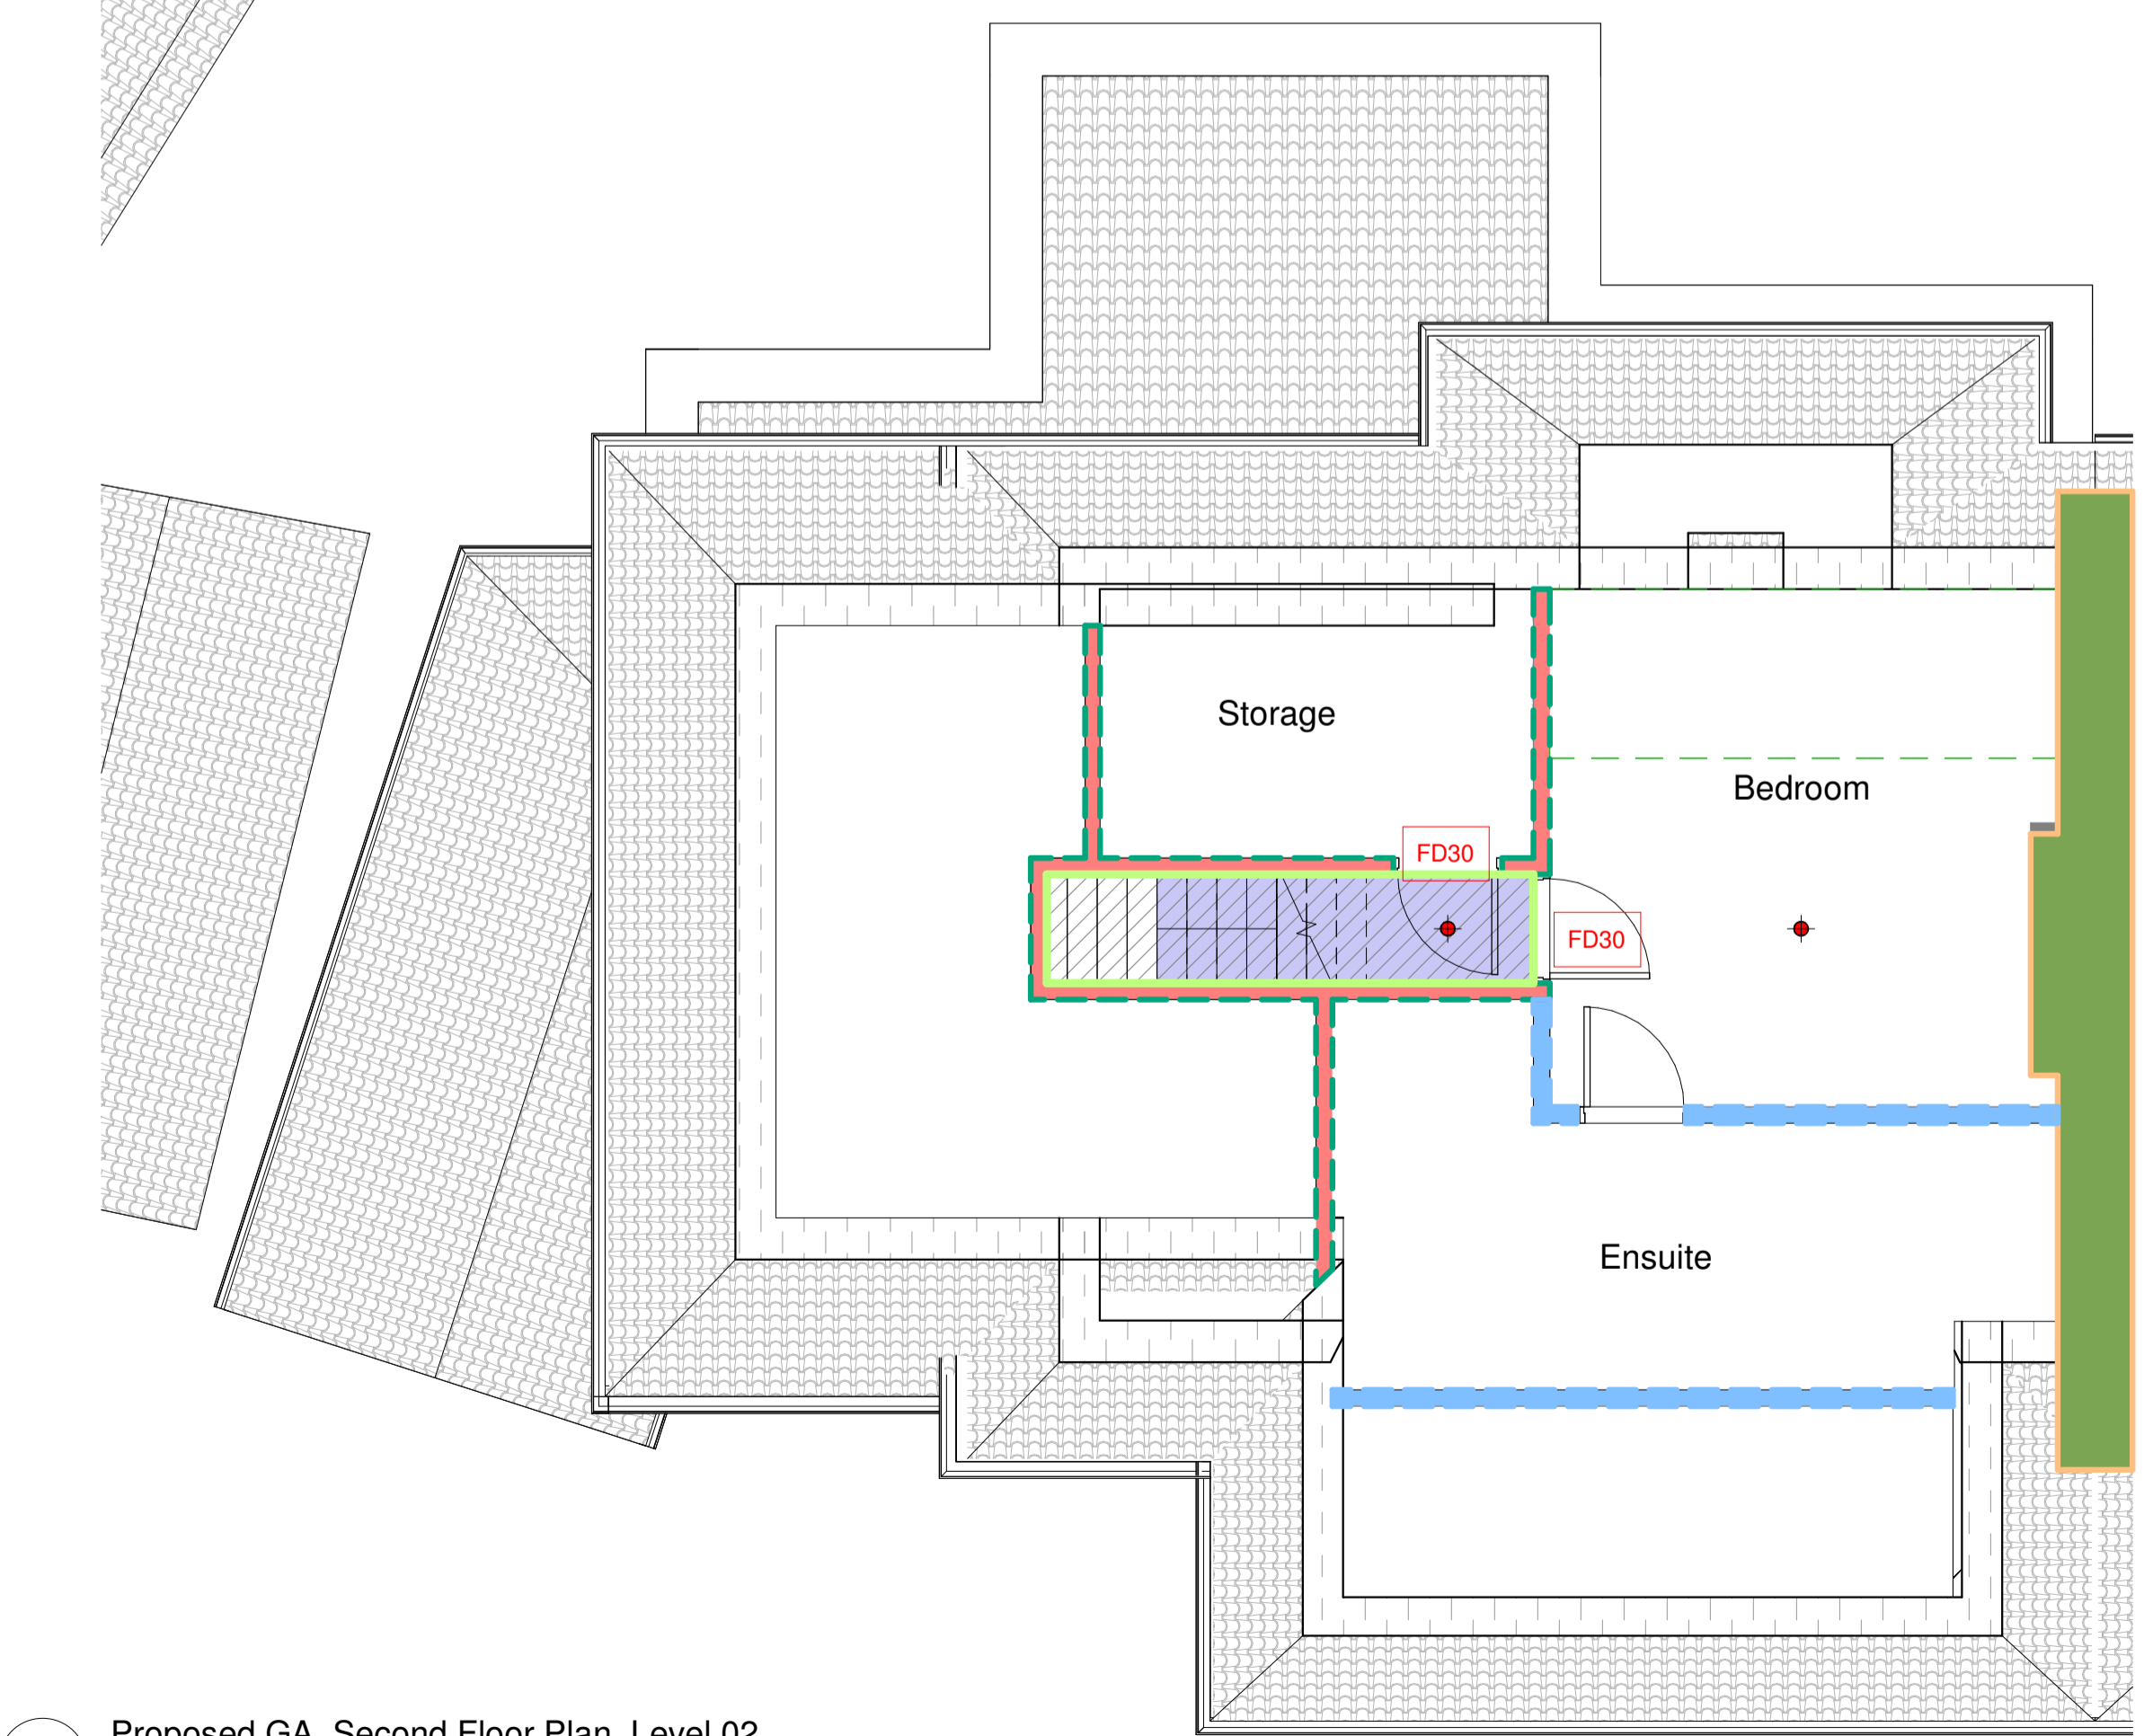 Storage
Bedroom
FD30
FD30
Ensuite
Proposed GA_Second Floor Plan_Level 02